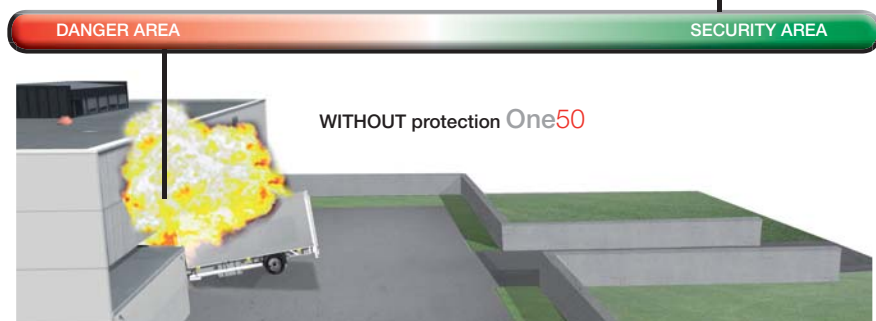 DANGER AREA SECURITY AREA
WITHOUT protection One50